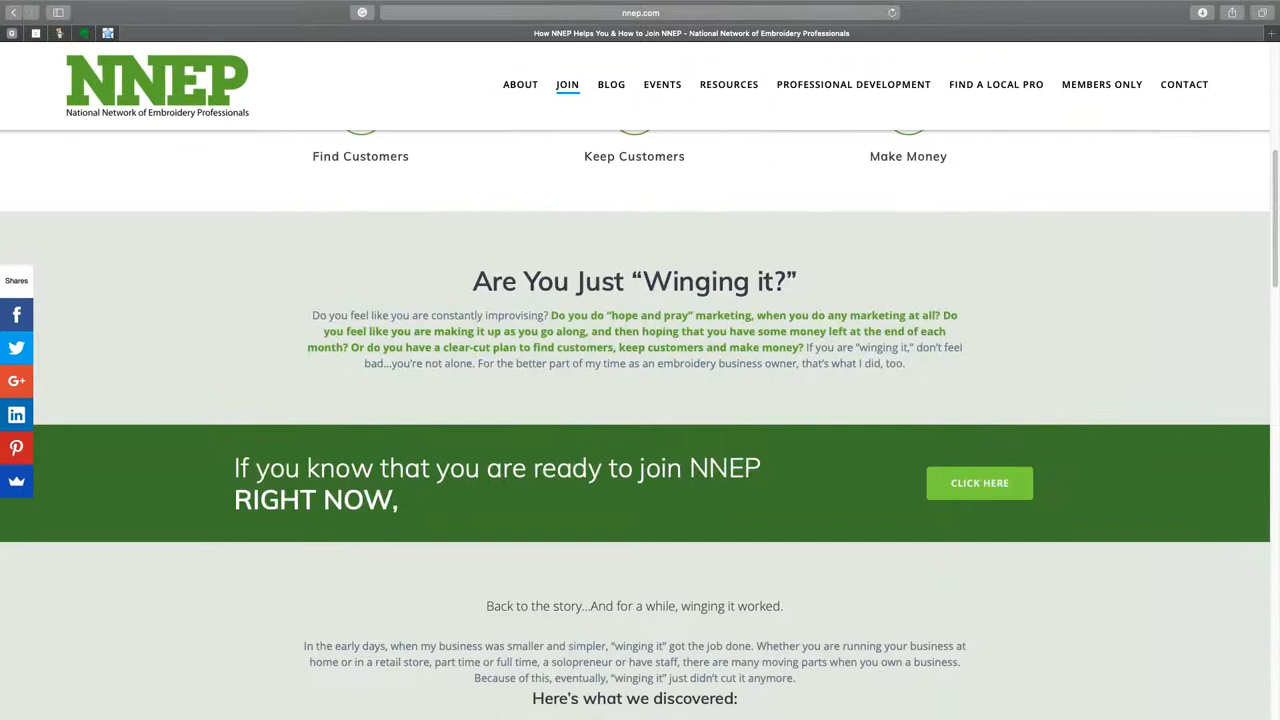 nnep.com
How NNEP Helps You & How to Join NNEP - National Network of Embroidery Professionals
NNEP
National Network of Embroidery Professionals
ABOUT JOIN BLOG EVENTS RESOURCES PROFESSIONAL DEVELOPMENT FIND A LOCAL PRO MEMBERS ONLY CONTACT
Find Customers Keep Customers Make Money
Shares
Are You Just “Winging it?”
Do you feel like you are constantly improvising? Do you do “hope and pray” marketing, when you do any marketing at all? Do
you feel like you are making it up as you go along, and then hoping that you have some money left at the end of each
month? Or do you have a clear-cut plan to find customers, keep customers and make money? If you are “winging it,” don’t feel
bad...you’re not alone. For the better part of my time as an embroidery business owner, that’s what I did, too.
If you know that you are ready to join NNEP
RIGHT NOW,
CLICK HERE
Back to the story...And for a while, winging it worked.
In the early days, when my business was smaller and simpler, “winging it” got the job done. Whether you are running your business at
home or in a retail store, part time or full time, a solopreneur or have staff, there are many moving parts when you own a business.
Because of this, eventually, “winging it” just didn’t cut it anymore.
Here’s what we discovered: